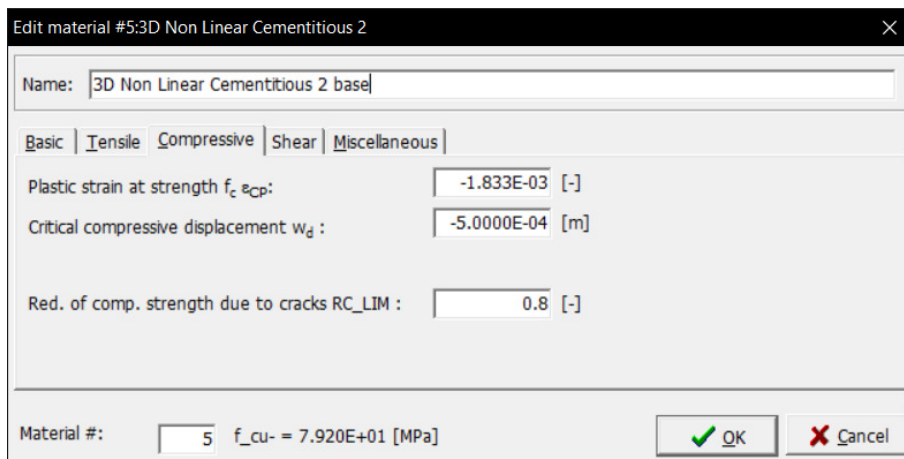 Edit material #5:3D Non Linear Cementitious 2
Name: 3D Non Linear Cementitious 2 base
Basic Tensile Compressive Shear Miscellaneous
Plastic strain at strength f_c ε_CP: -1.833E-03 [-]
Critical compressive displacement w_d : -5.0000E-04 [m]
Red. of comp. strength due to cracks RC_LIM : 0.8 [-]
Material #: 5 f_cu- = 7.920E+01 [MPa] OK Cancel